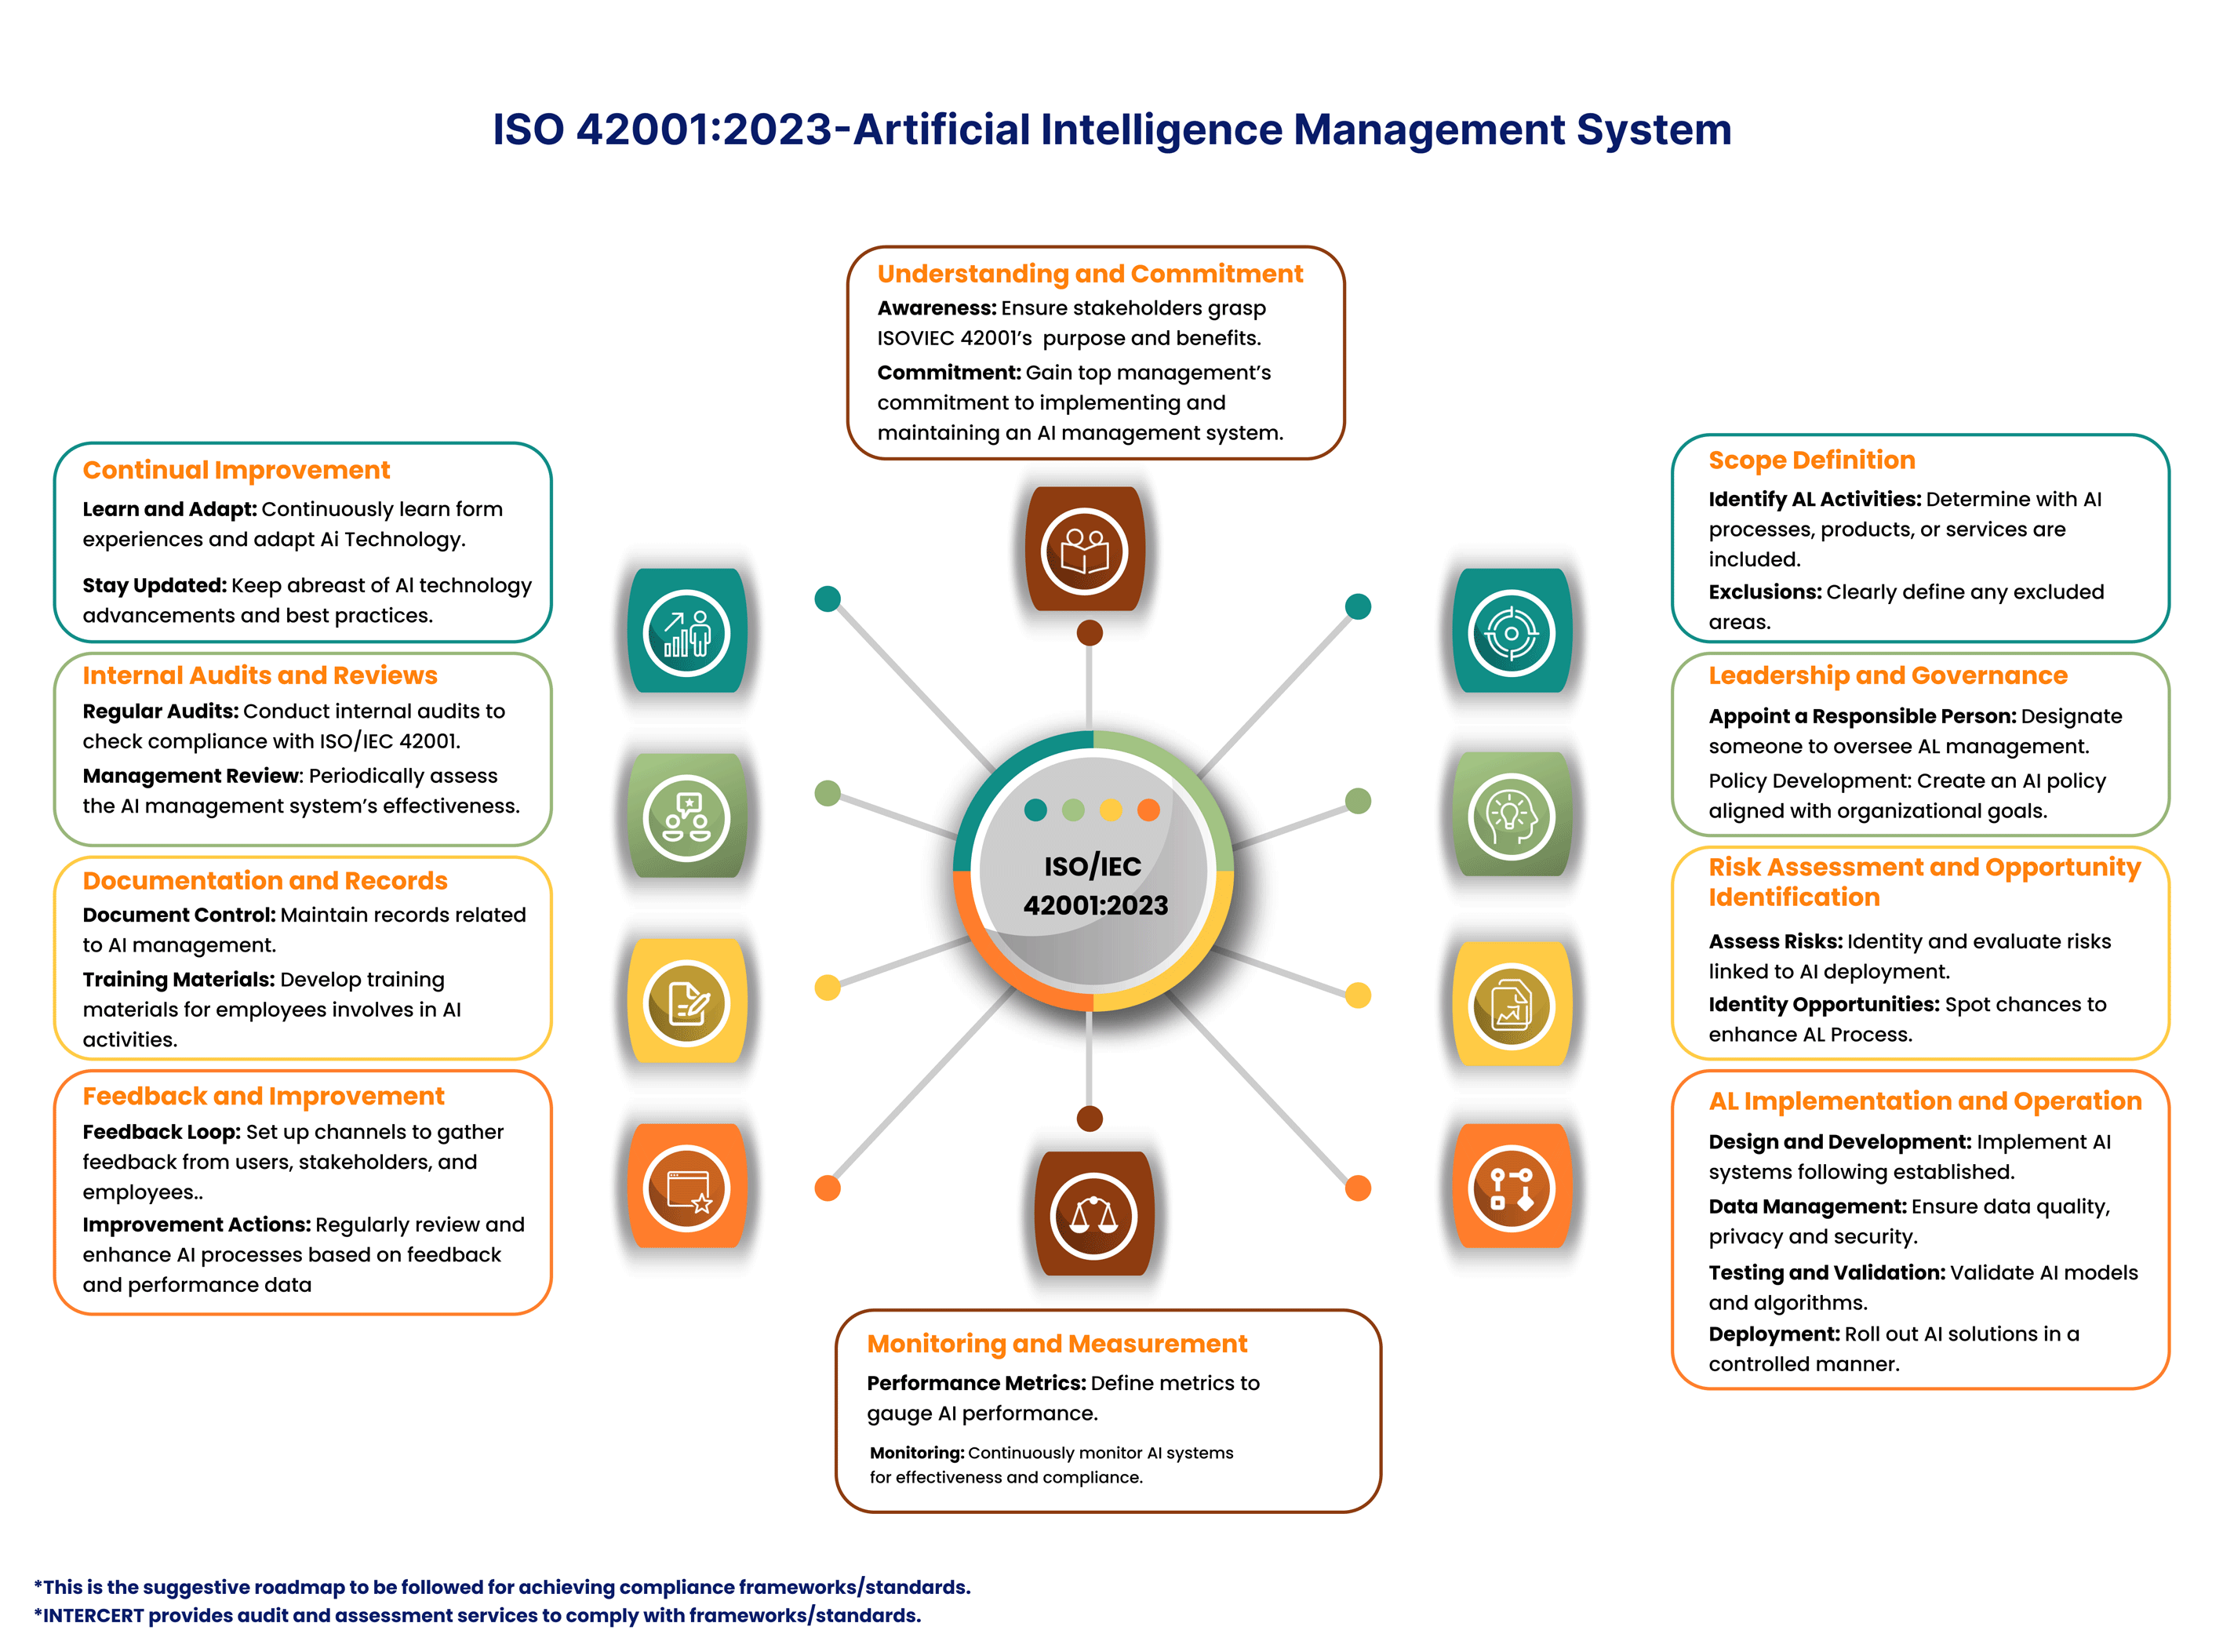 ISO 42001:2023-Artificial Intelligence Management System
Understanding and Commitment
Awareness: Ensure stakeholders grasp
ISOVIEC 42001’s purpose and benefits.
Commitment: Gain top management’s
commitment to implementing and
maintaining an AI management system.
Continual Improvement
Learn and Adapt: Continuously learn form
experiences and adapt Ai Technology.
Stay Updated: Keep abreast of AI technology
advancements and best practices.
Internal Audits and Reviews
Regular Audits: Conduct internal audits to
check compliance with ISO/IEC 42001.
Management Review: Periodically assess
the AI management system’s effectiveness.
Documentation and Records
Document Control: Maintain records related
to AI management.
Training Materials: Develop training
materials for employees involves in AI
activities.
Feedback and Improvement
Feedback Loop: Set up channels to gather
feedback from users, stakeholders, and
employees..
Improvement Actions: Regularly review and
enhance AI processes based on feedback
and performance data
ISO/IEC
42001:2023
Scope Definition
Identify AL Activities: Determine with AI
processes, products, or services are
included.
Exclusions: Clearly define any excluded
areas.
Leadership and Governance
Appoint a Responsible Person: Designate
someone to oversee AL management.
Policy Development: Create an AI policy
aligned with organizational goals.
Risk Assessment and Opportunity
Identification
Assess Risks: Identity and evaluate risks
linked to AI deployment.
Identity Opportunities: Spot chances to
enhance AL Process.
AL Implementation and Operation
Design and Development: Implement AI
systems following established.
Data Management: Ensure data quality,
privacy and security.
Testing and Validation: Validate AI models
and algorithms.
Deployment: Roll out AI solutions in a
controlled manner.
Monitoring and Measurement
Performance Metrics: Define metrics to
gauge AI performance.
Monitoring: Continuously monitor AI systems
for effectiveness and compliance.
*This is the suggestive roadmap to be followed for achieving compliance frameworks/standards.
*INTERCERT provides audit and assessment services to comply with frameworks/standards.